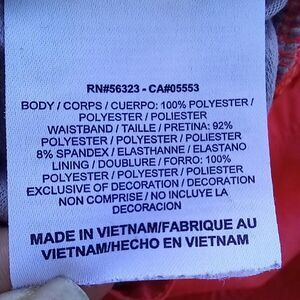 RN#56323 - CA#05553
BODY / CORPS / CUERPO: 100% POLYESTER /
POLYESTER / POLIESTER
WAISTBAND / TAILLE / PRETINA: 92%
POLYESTER / POLYESTER / POLIESTER
8% SPANDEX / ELASTHANNE / ELASTANO
LINING / DOUBLURE / FORRO: 100%
POLYESTER / POLYESTER / POLIESTER
EXCLUSIVE OF DECORATION / DECORATION
NON COMPRISE / NO INCLUYE LA
DECORACION
MADE IN VIETNAM/FABRIQUE AU
VIETNAM/HECHO EN VIETNAM